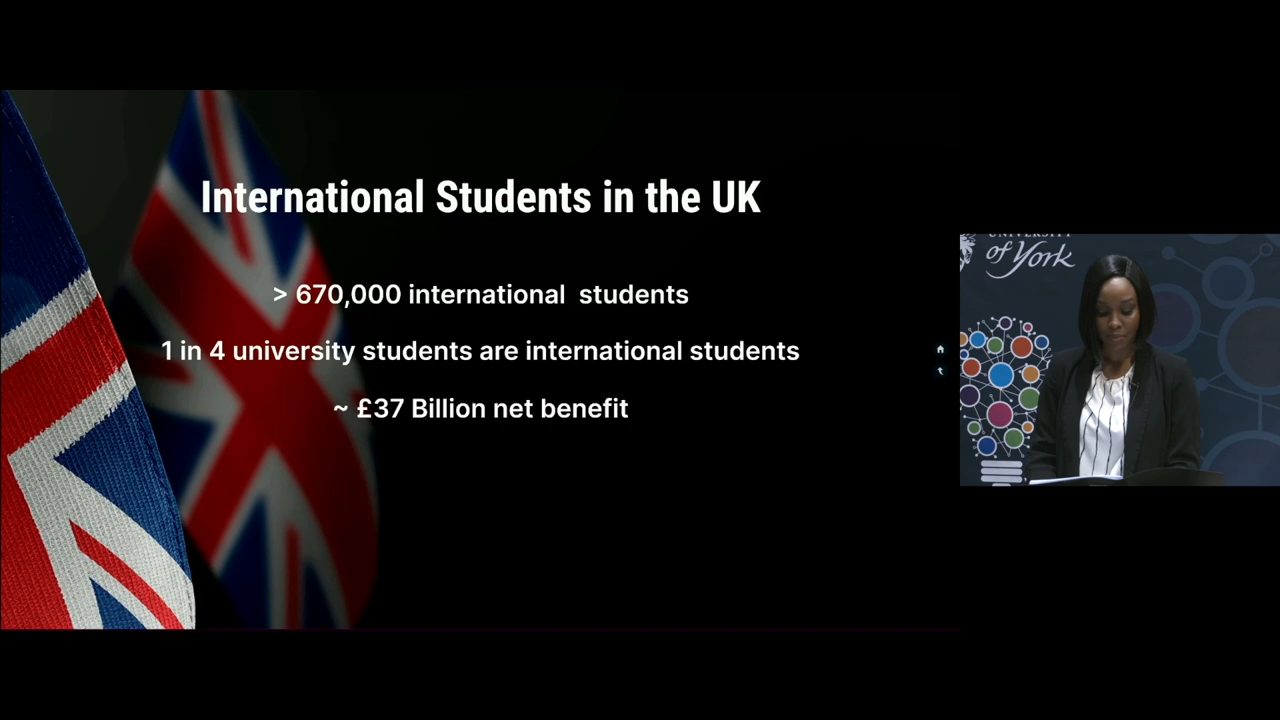 International Students in the UK
> 670,000 international  students
1 in 4 university students are international students
~ £37 Billion net benefit
UNIVERSITY
of York